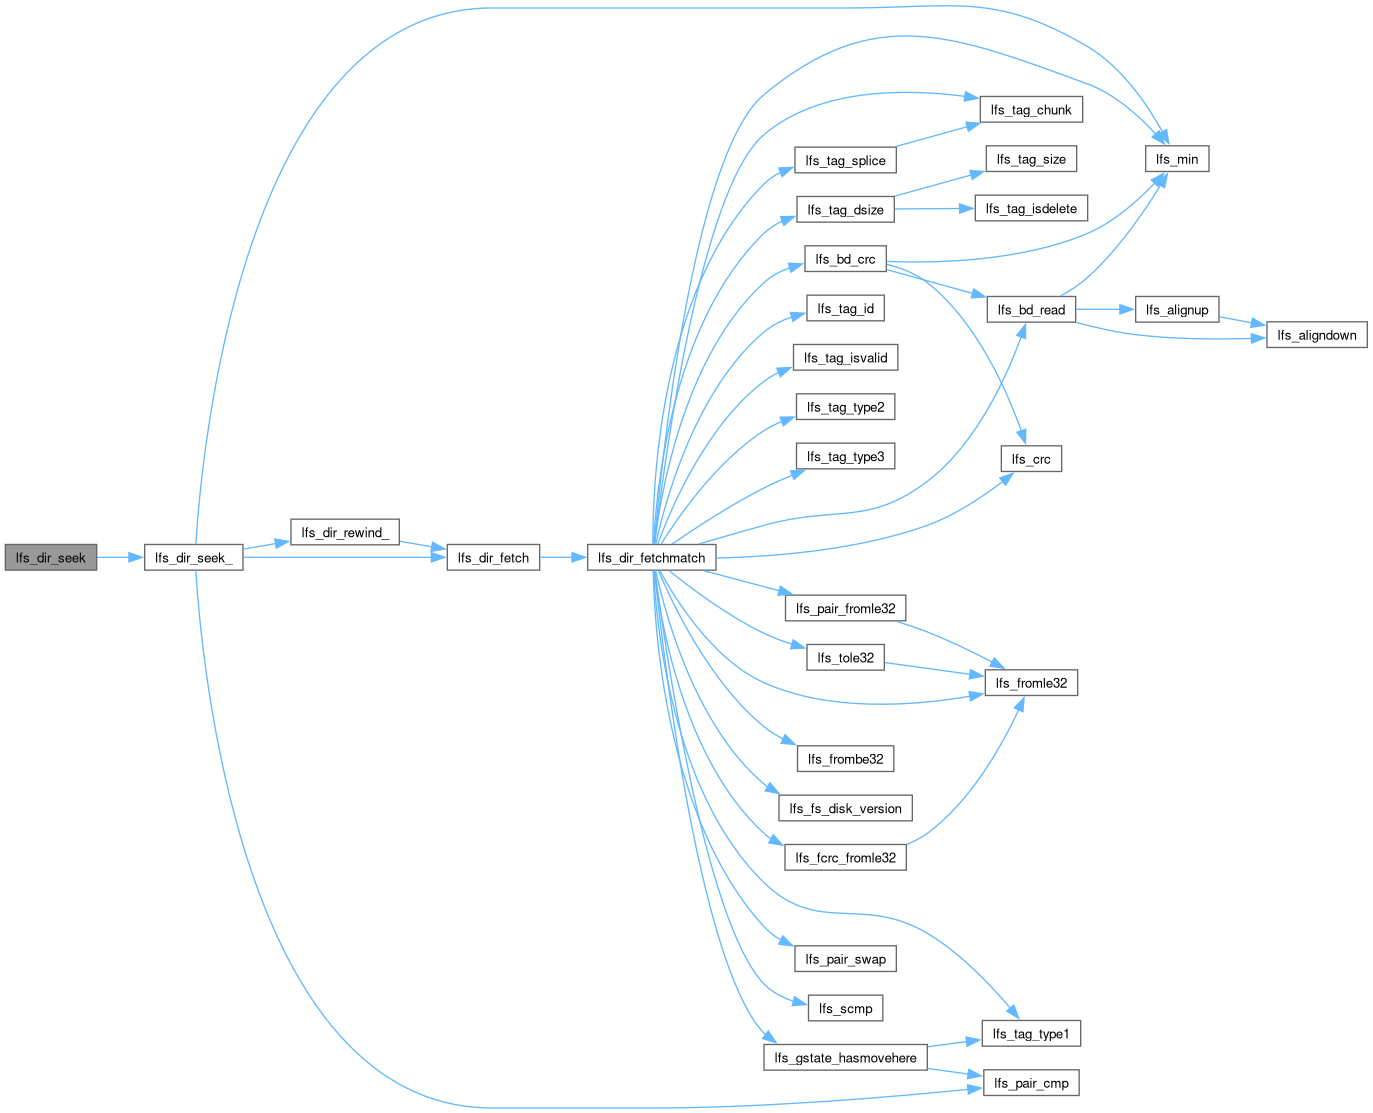 lfs_dir_seek
lfs_dir_seek_
lfs_dir_rewind_
lfs_dir_fetch
lfs_dir_fetchmatch
lfs_tag_chunk
lfs_tag_splice
lfs_tag_size
lfs_min
lfs_tag_dsize
lfs_tag_isdelete
lfs_bd_crc
lfs_tag_id
lfs_bd_read
lfs_alignup
lfs_aligndown
lfs_tag_isvalid
lfs_tag_type2
lfs_tag_type3
lfs_crc
lfs_pair_fromle32
lfs_tole32
lfs_fromle32
lfs_frombe32
lfs_fs_disk_version
lfs_fcrc_fromle32
lfs_pair_swap
lfs_scmp
lfs_tag_type1
lfs_gstate_hasmovehere
lfs_pair_cmp